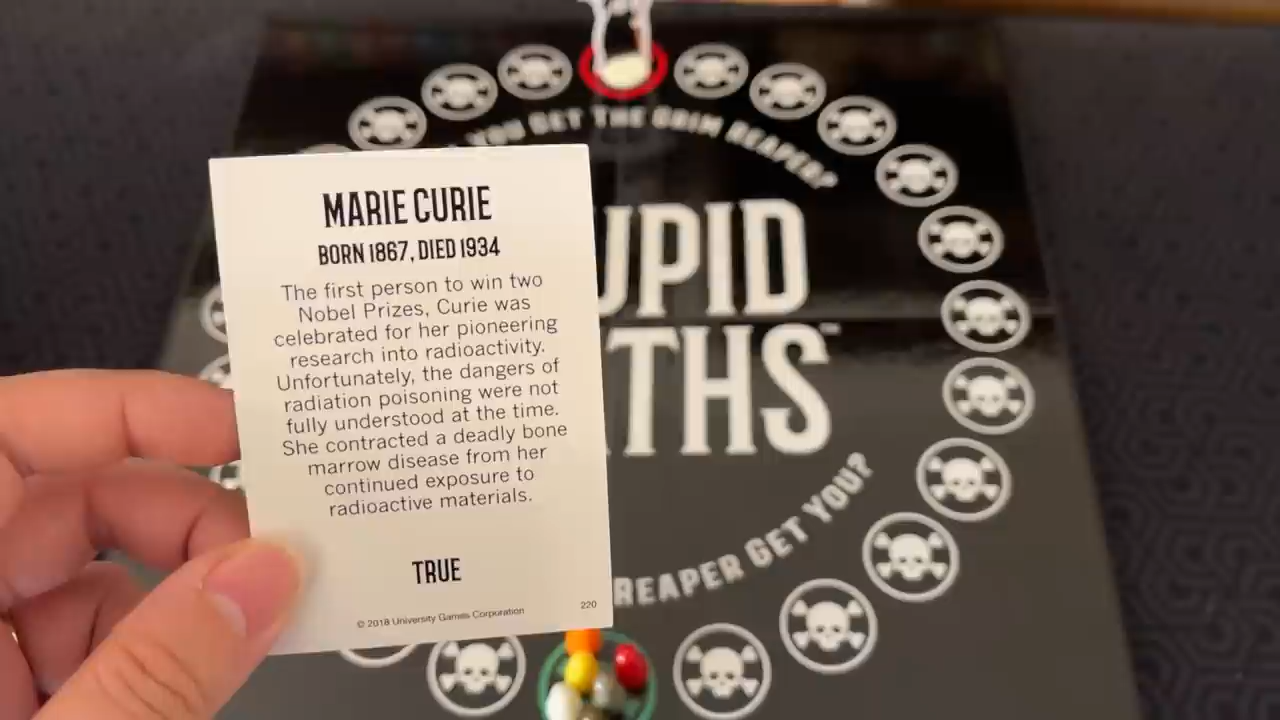 YOU GET THE GRIM REAPER?
UPID
THS
REAPER GET YOU?
MARIE CURIE
BORN 1867, DIED 1934
The first person to win two
Nobel Prizes, Curie was
celebrated for her pioneering
research into radioactivity.
Unfortunately, the dangers of
radiation poisoning were not
fully understood at the time.
She contracted a deadly bone
marrow disease from her
continued exposure to
radioactive materials.
TRUE
© 2018 University Games Corporation
220